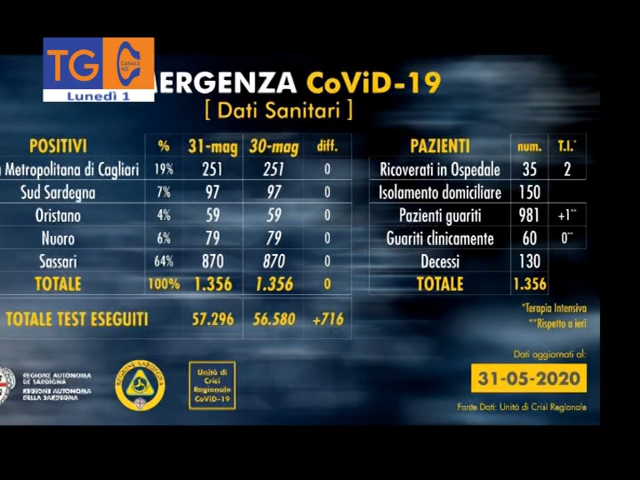 TG
CANALE 40
Lunedì 1
MERGENZA CoViD-19
[ Dati Sanitari ]
POSITIVI % 31-mag 30-mag diff.
Metropolitana di Cagliari 19% 251 251 0
Sud Sardegna 7% 97 97 0
Oristano 4% 59 59 0
Nuoro 6% 79 79 0
Sassari 64% 870 870 0
TOTALE 100% 1.356 1.356 0
TOTALE TEST ESEGUITI 57.296 56.580 +716
PAZIENTI num. T.I.*
Ricoverati in Ospedale 35 2
Isolamento domiciliare 150
Pazienti guariti 981 +1**
Guariti clinicamente 60 0**
Decessi 130
TOTALE 1.356
*Terapia Intensiva
**Rispetto a ieri
Dati aggiornati al:
31-05-2020
Fonte Dati: Unità di Crisi Regionale
REGIONE AUTÒNOMA
DE SARDIGNA
REGIONE AUTONOMA
DELLA SARDEGNA
Unità di
Crisi
Regionale
CoViD-19